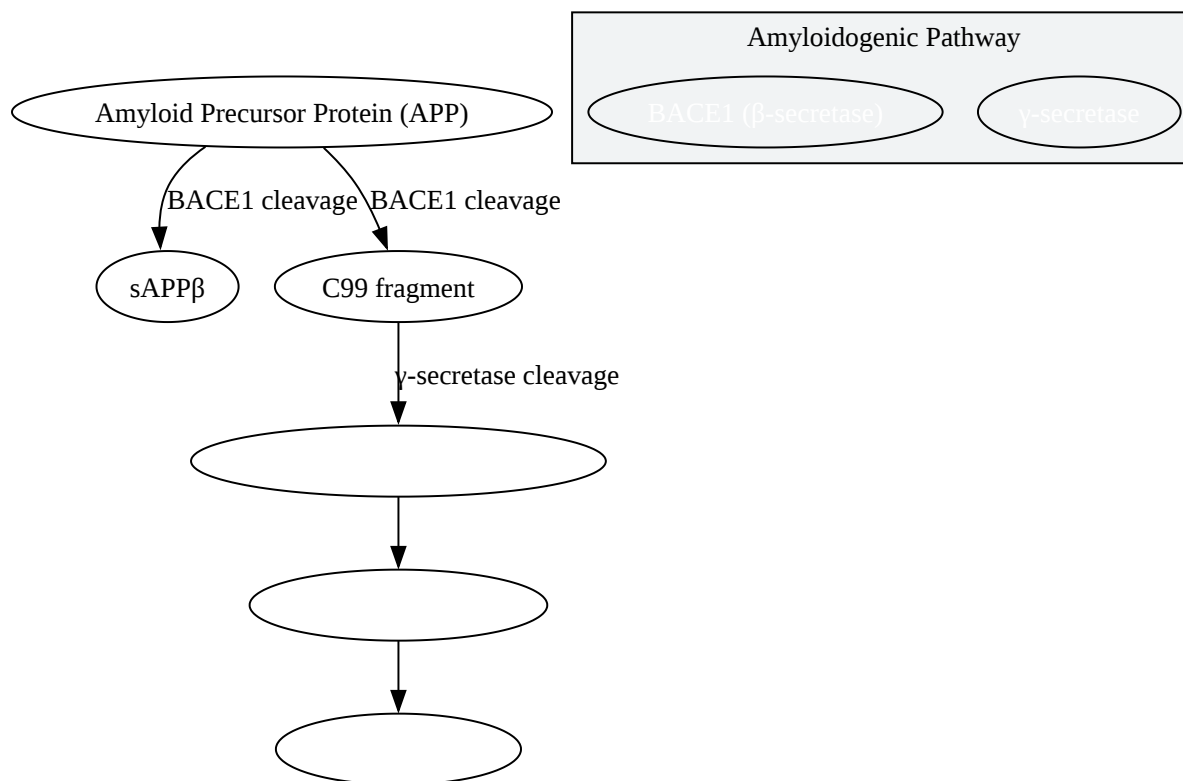 Amyloidogenic Pathway
Amyloid Precursor Protein (APP)
BACE1 (β-secretase)
γ-secretase
BACE1 cleavage
BACE1 cleavage
sAPPβ
C99 fragment
γ-secretase cleavage